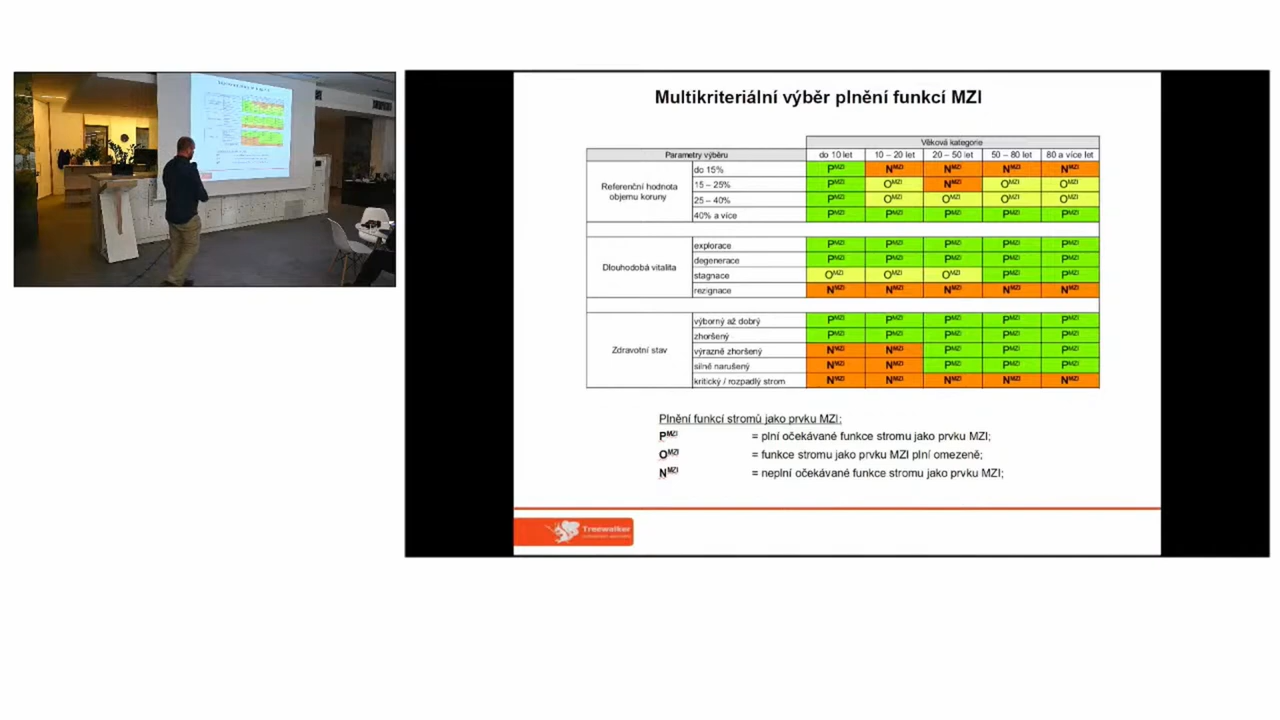 Multikriteriální výběr plnění funkcí MZI
Věková kategorie
Parametry výběru do 10 let 10 – 20 let 20 – 50 let 50 – 80 let 80 a více let
Referenční hodnota objemu koruny
do 15% PMZI NMZI NMZI NMZI NMZI
15 – 25% PMZI OMZI NMZI OMZI OMZI
25 – 40% PMZI OMZI OMZI OMZI OMZI
40% a více PMZI PMZI PMZI PMZI PMZI
Dlouhodobá vitalita
explorace PMZI PMZI PMZI PMZI PMZI
degenerace PMZI PMZI PMZI PMZI PMZI
stagnace OMZI OMZI OMZI PMZI PMZI
rezignace NMZI NMZI NMZI NMZI NMZI
Zdravotní stav
výborný až dobrý PMZI PMZI PMZI PMZI PMZI
zhoršený PMZI PMZI PMZI PMZI PMZI
výrazně zhoršený NMZI NMZI PMZI PMZI PMZI
silně narušený NMZI NMZI PMZI PMZI PMZI
kritický / rozpadlý strom NMZI NMZI NMZI NMZI NMZI
Plnění funkcí stromů jako prvku MZI:
PMZI = plní očekávané funkce stromu jako prvku MZI;
OMZI = funkce stromu jako prvku MZI plní omezeně;
NMZI = neplní očekávané funkce stromu jako prvku MZI;
Treewalker